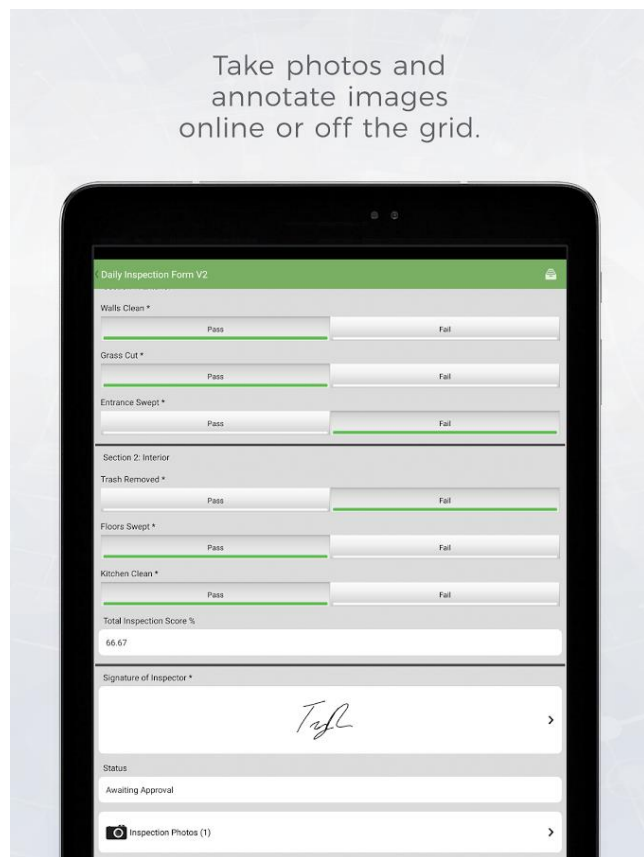 Take photos and
annotate images
online or off the grid.
Daily Inspection Form V2
Walls Clean *
Pass Fail
Grass Cut *
Pass Fail
Entrance Swept *
Pass Fail
Section 2: Interior
Trash Removed *
Pass Fail
Floors Swept *
Pass Fail
Kitchen Clean *
Pass Fail
Total Inspection Score %
66.67
Signature of Inspector *
Status
Awaiting Approval
Inspection Photos (1)